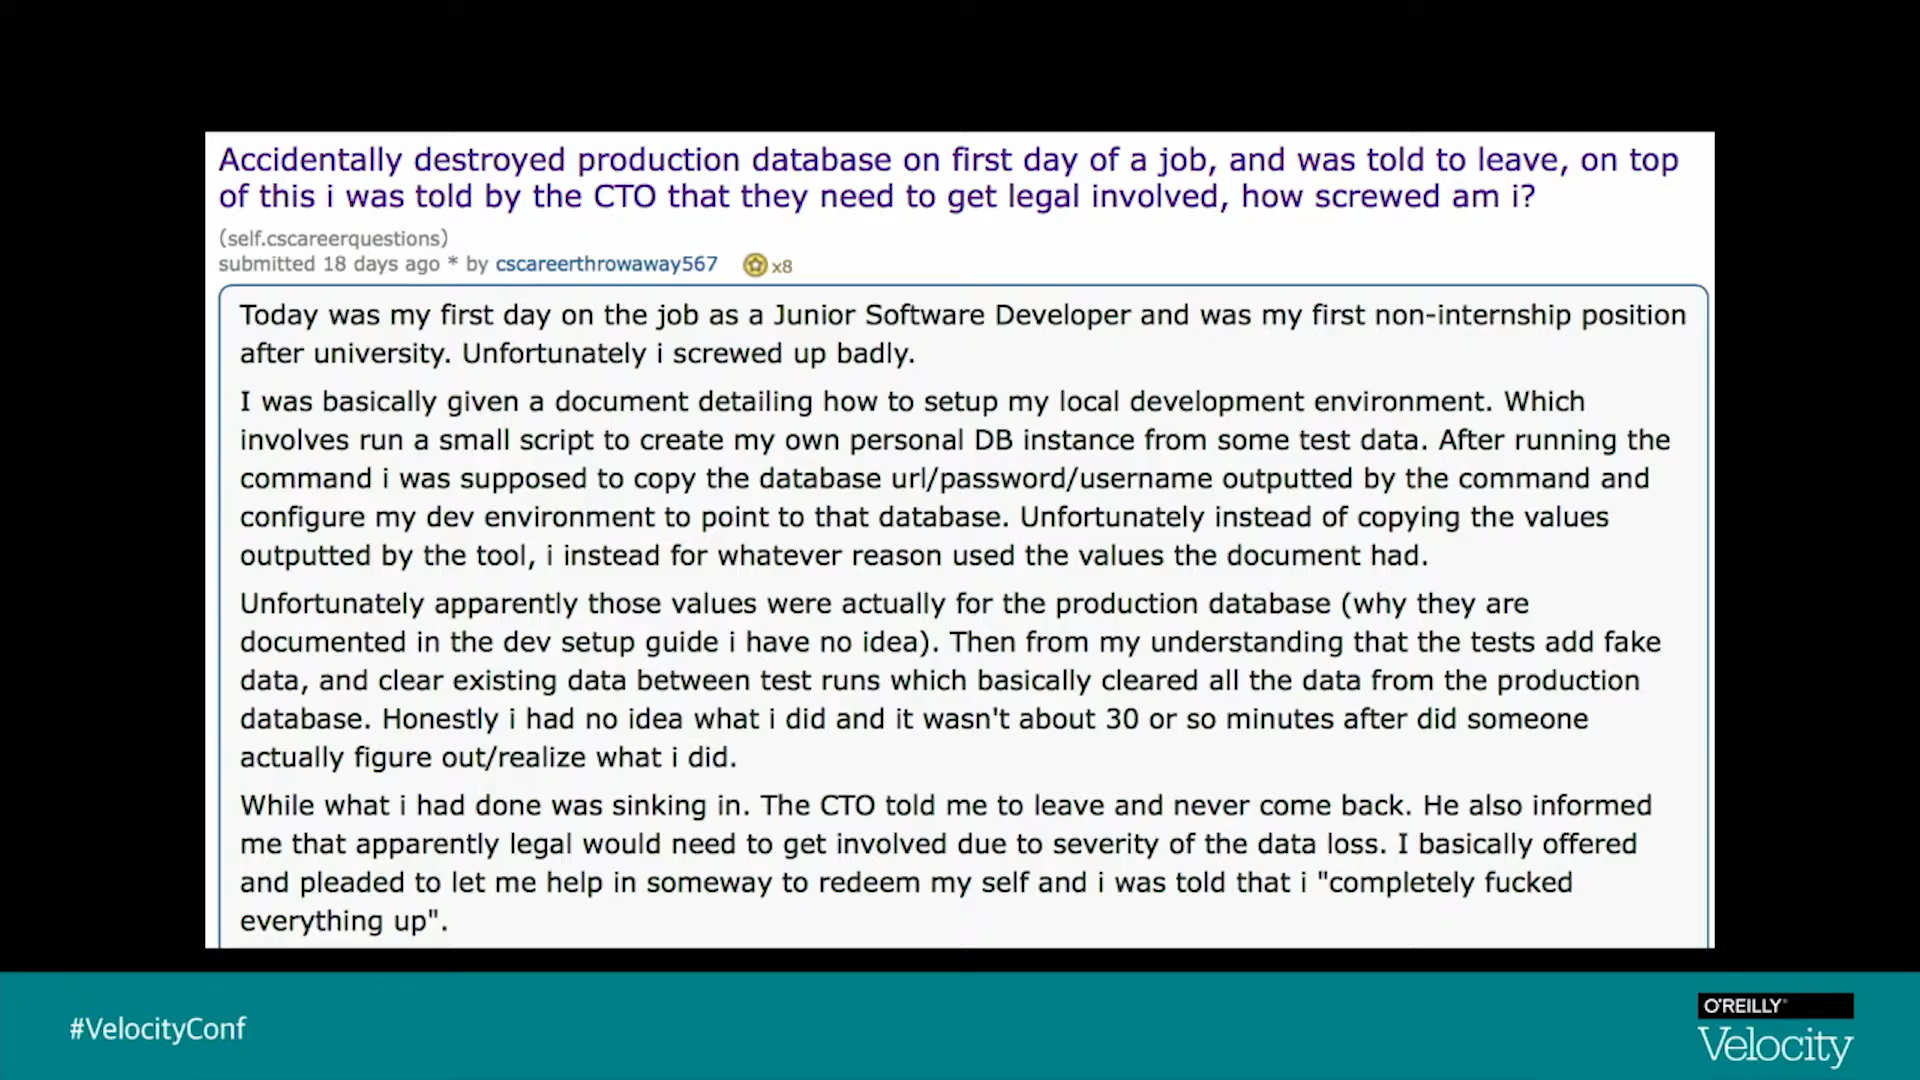 Accidentally destroyed production database on first day of a job, and was told to leave, on top
of this i was told by the CTO that they need to get legal involved, how screwed am i?
(self.cscareerquestions)
submitted 18 days ago * by cscareerthrowaway567 x8
Today was my first day on the job as a Junior Software Developer and was my first non-internship position
after university. Unfortunately i screwed up badly.
I was basically given a document detailing how to setup my local development environment. Which
involves run a small script to create my own personal DB instance from some test data. After running the
command i was supposed to copy the database url/password/username outputted by the command and
configure my dev environment to point to that database. Unfortunately instead of copying the values
outputted by the tool, i instead for whatever reason used the values the document had.
Unfortunately apparently those values were actually for the production database (why they are
documented in the dev setup guide i have no idea). Then from my understanding that the tests add fake
data, and clear existing data between test runs which basically cleared all the data from the production
database. Honestly i had no idea what i did and it wasn't about 30 or so minutes after did someone
actually figure out/realize what i did.
While what i had done was sinking in. The CTO told me to leave and never come back. He also informed
me that apparently legal would need to get involved due to severity of the data loss. I basically offered
and pleaded to let me help in someway to redeem my self and i was told that i "completely fucked
everything up".
#VelocityConf
O'REILLY®
Velocity